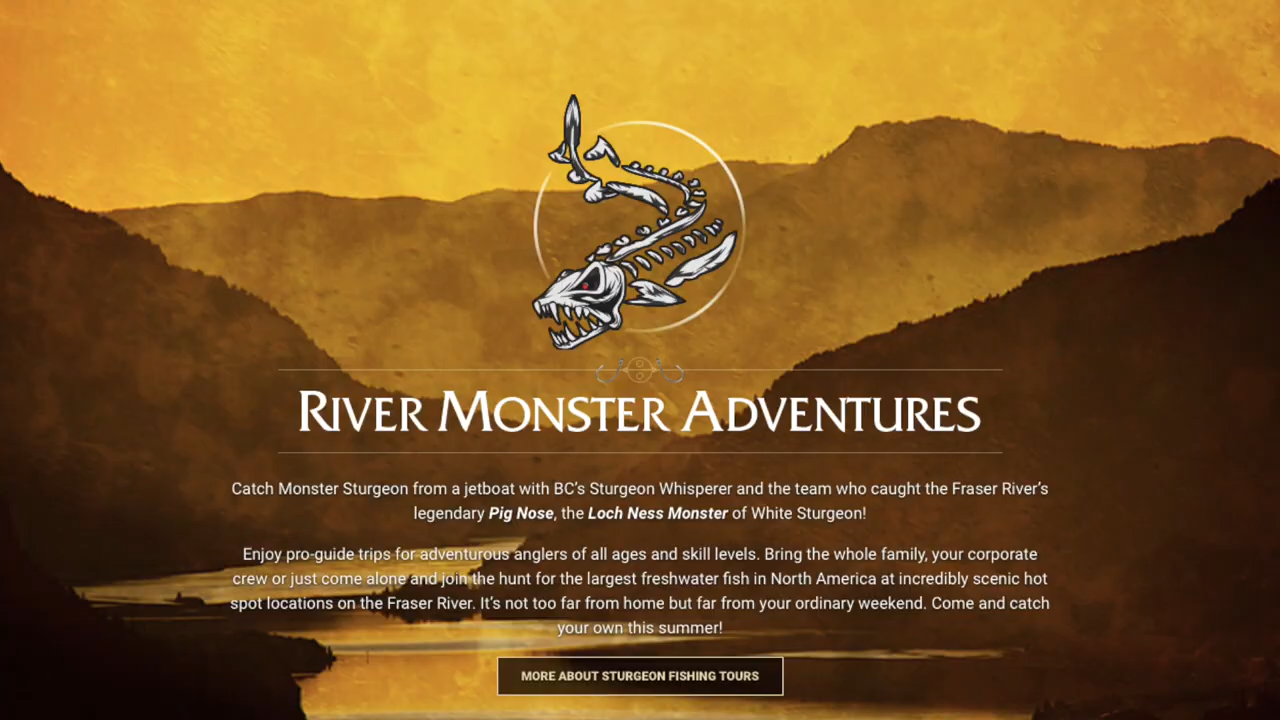 River Monster Adventures
Catch Monster Sturgeon from a jetboat with BC’s Sturgeon Whisperer and the team who caught the Fraser River’s
legendary Pig Nose, the Loch Ness Monster of White Sturgeon!
Enjoy pro-guide trips for adventurous anglers of all ages and skill levels. Bring the whole family, your corporate
crew or just come alone and join the hunt for the largest freshwater fish in North America at incredibly scenic hot
spot locations on the Fraser River. It’s not too far from home but far from your ordinary weekend. Come and catch
your own this summer!
MORE ABOUT STURGEON FISHING TOURS